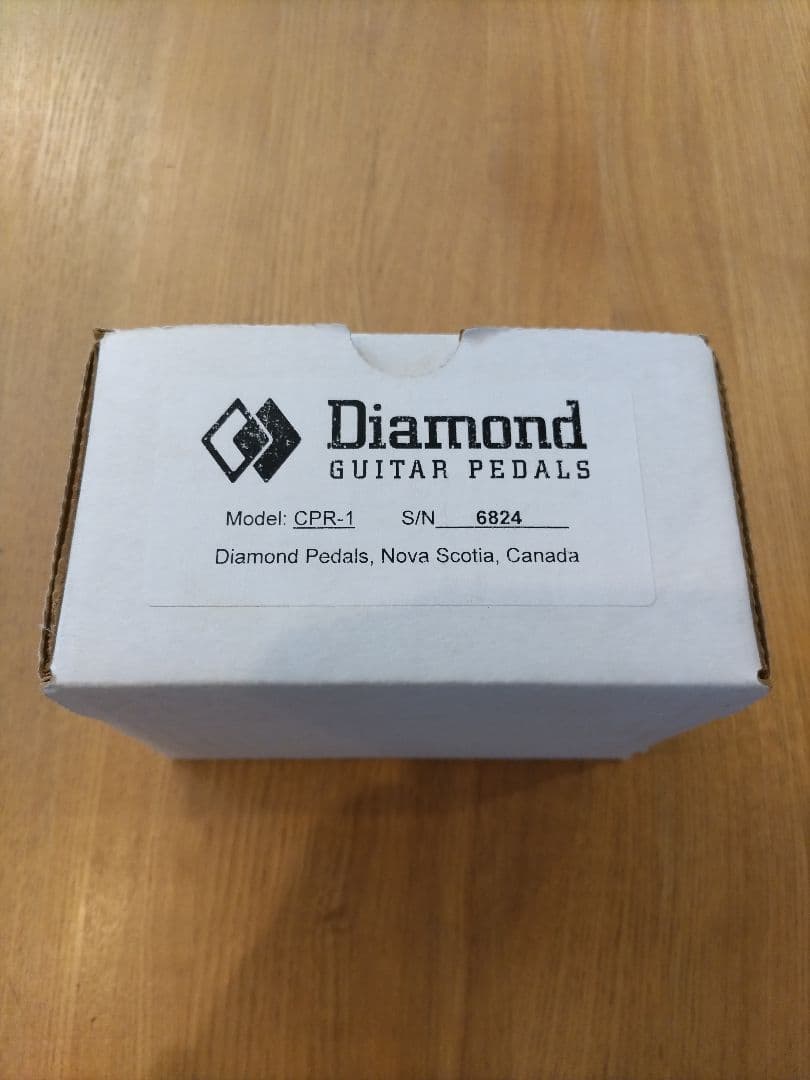 Diamond
GUITAR PEDALS
Model: CPR-1 S/N 6824
Diamond Pedals, Nova Scotia, Canada